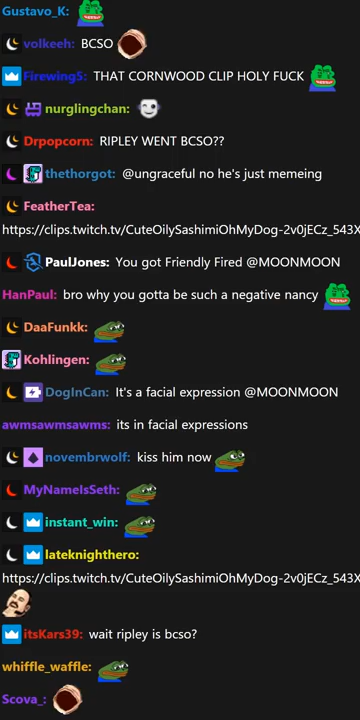 Gustavo_K:
volkeeh: BCSO
Firewing5: THAT CORNWOOD CLIP HOLY FUCK
nurglingchan:
Drpopcorn: RIPLEY WENT BCSO??
thethorgot: @ungraceful no he's just memeing
FeatherTea:
https://clips.twitch.tv/CuteOilySashimiOhMyDog-2v0jECz_543X
PaulJones: You got Friendly Fired @MOONMOON
HanPaul: bro why you gotta be such a negative nancy
DaaFunkk:
Kohlingen:
DogInCan: It's a facial expression @MOONMOON
awmsawmsawms: its in facial expressions
novembrwolf: kiss him now
MyNameIsSeth:
instant_win:
lateknighthero:
https://clips.twitch.tv/CuteOilySashimiOhMyDog-2v0jECz_543X
itsKars39: wait ripley is bcso?
whiffle_waffle:
Scova_: